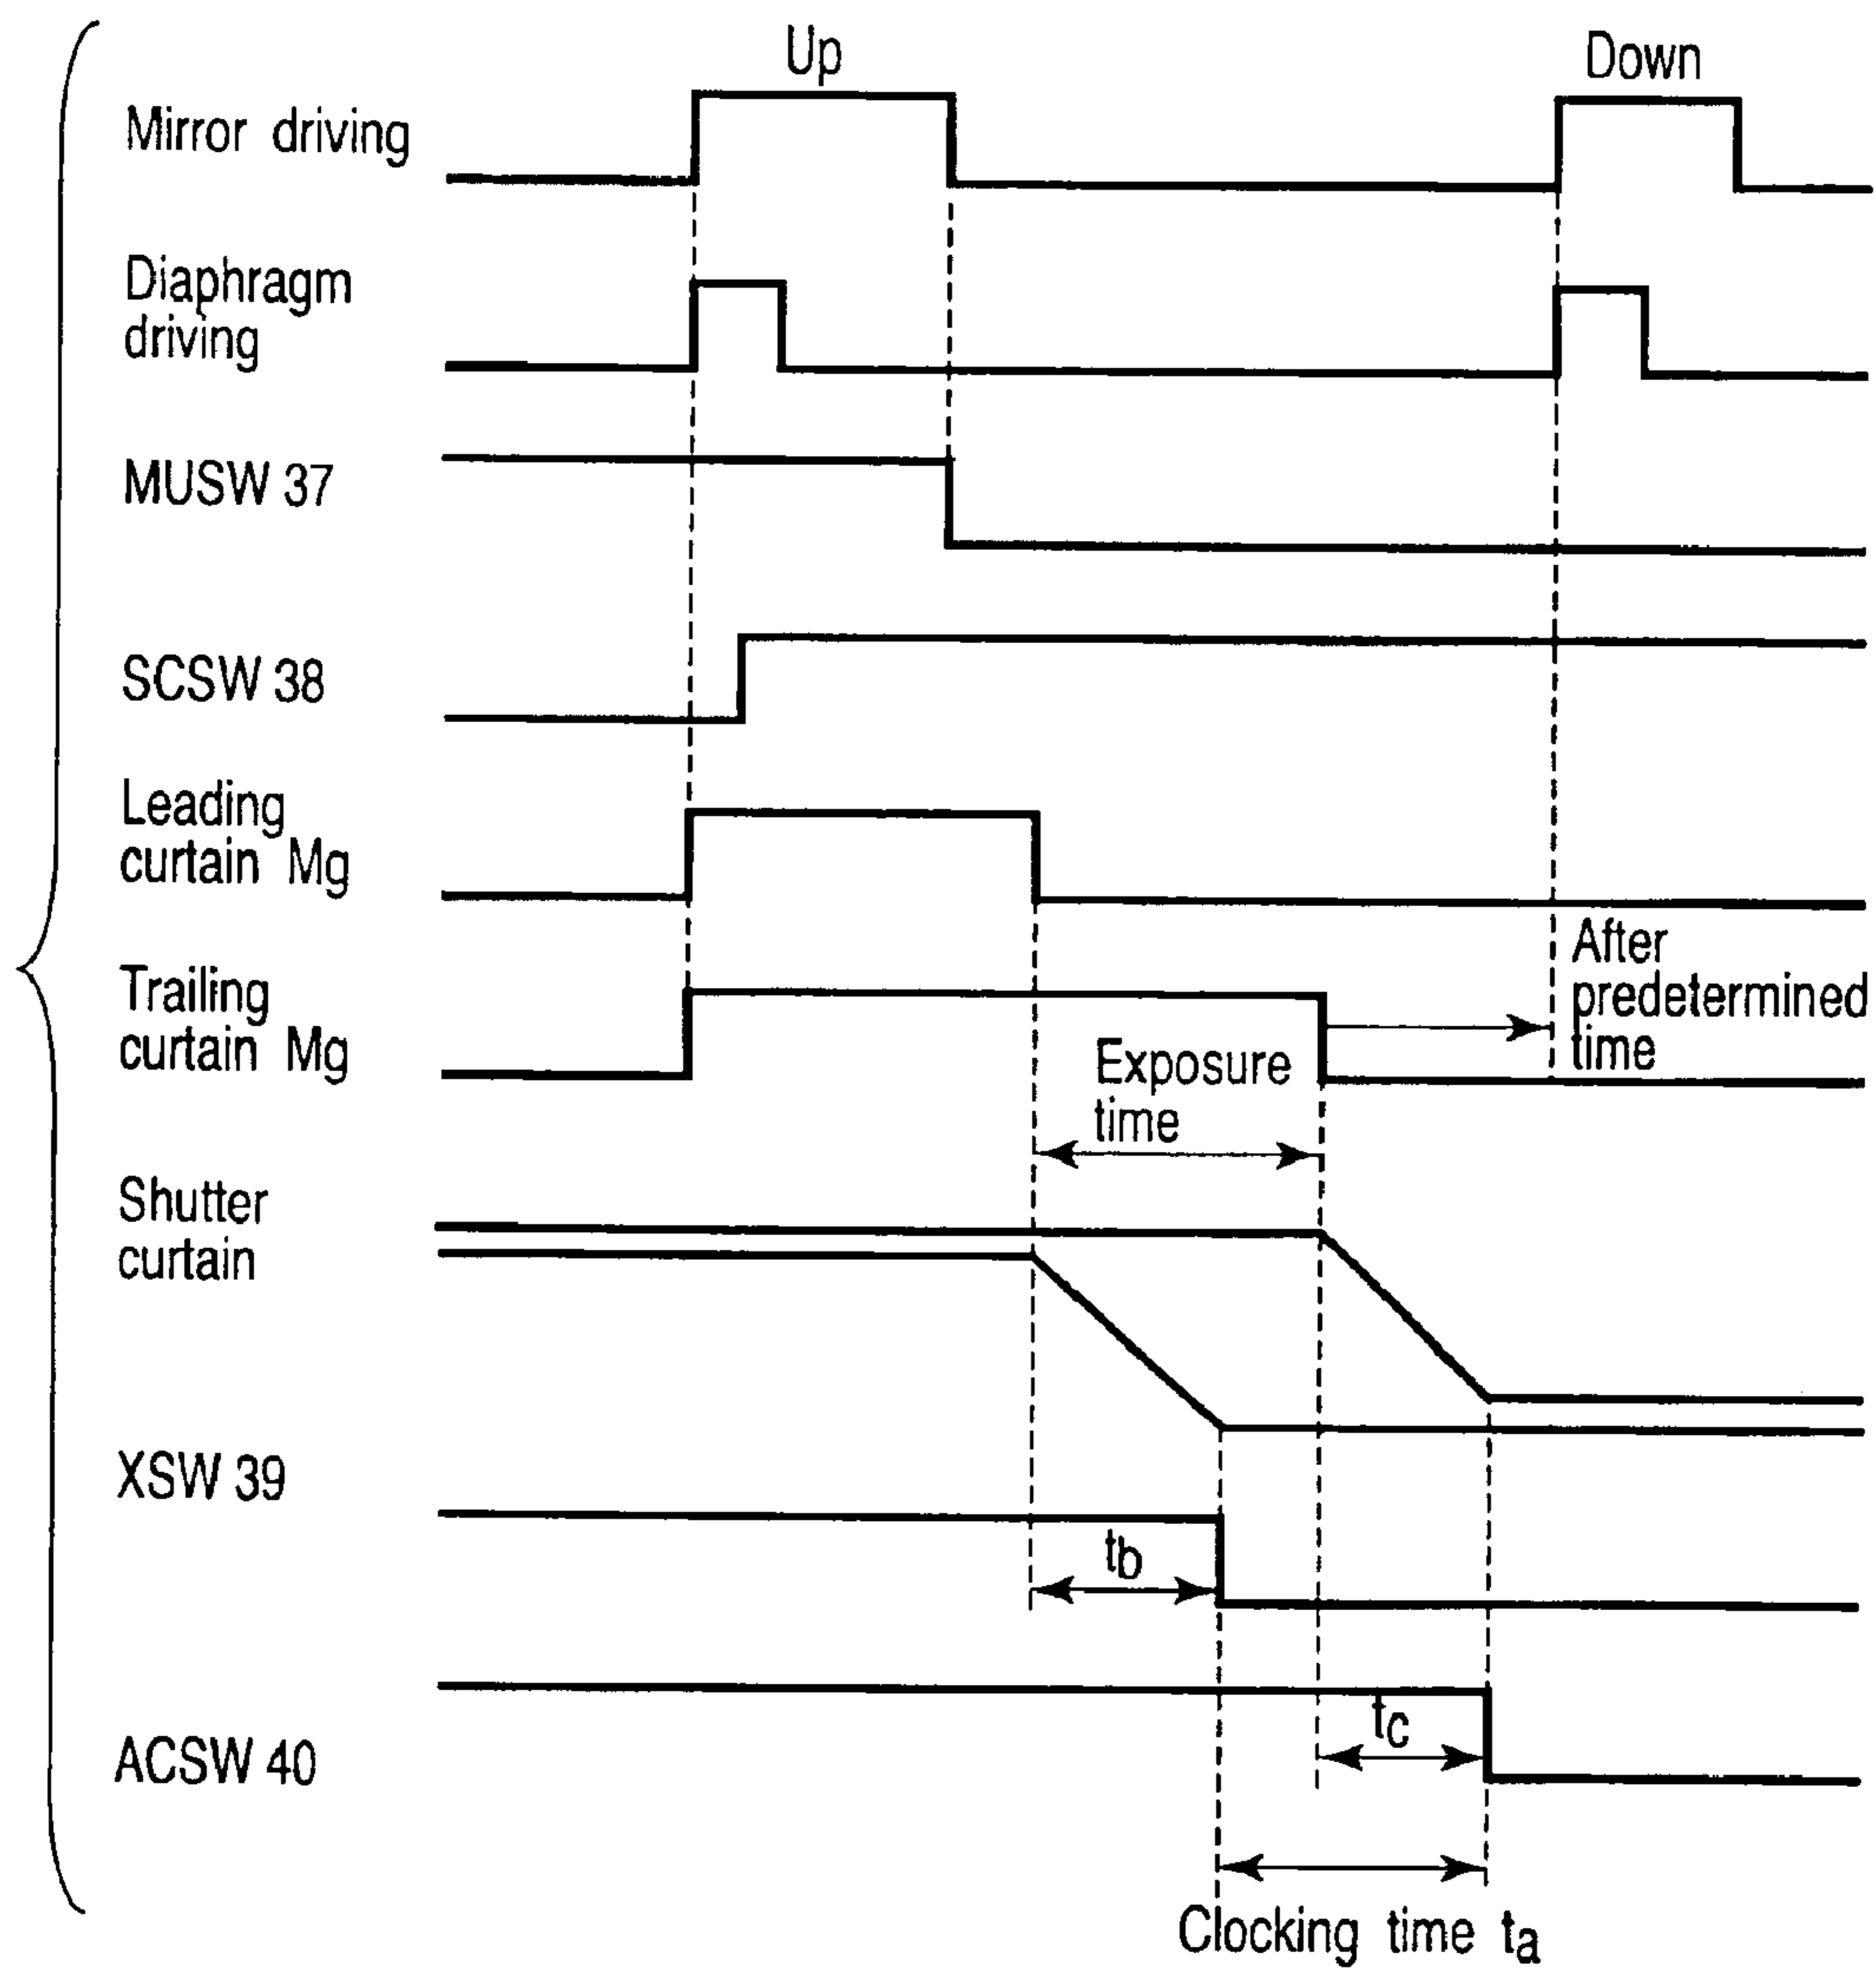 Up
Down
Mirror driving
Diaphragm
driving
MUSW 37
SCSW 38
Leading
curtain Mg
After
predetermined
time
Trailing
curtain Mg
Exposure
time
Shutter
curtain
XSW 39
tb
tc
ACSW 40
Clocking time ta